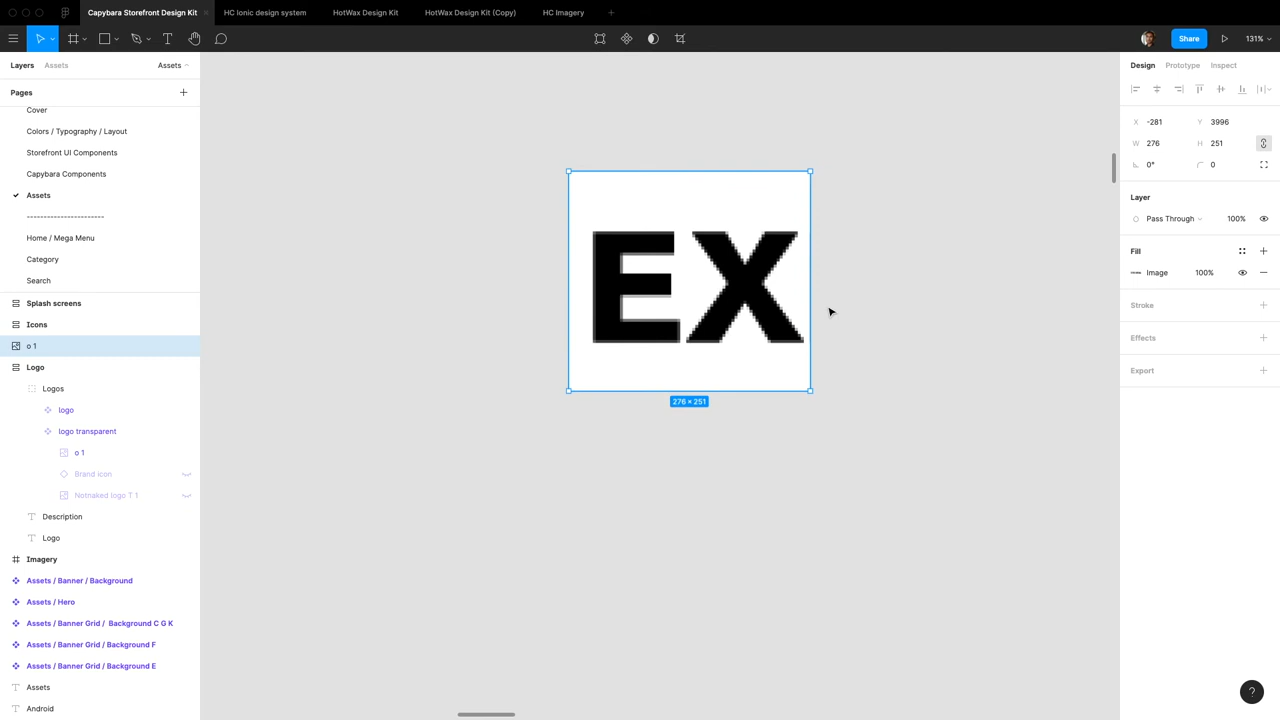 Capybara Storefront Design Kit
HC Ionic design system
HotWax Design Kit
HotWax Design Kit (Copy)
HC Imagery
Share
131%
Layers
Assets
Assets
Pages
Cover
Colors / Typography / Layout
Storefront UI Components
Capybara Components
Assets
-----------------------
Home / Mega Menu
Category
Search
Splash screens
Icons
o 1
Logo
Logos
logo
logo transparent
o 1
Brand icon
Notnaked logo T 1
Description
Logo
Imagery
Assets / Banner / Background
Assets / Hero
Assets / Banner Grid / Background C G K
Assets / Banner Grid / Background F
Assets / Banner Grid / Background E
Assets
Android
EX
276 × 251
Design
Prototype
Inspect
X -281
Y 3996
W 276
H 251
0°
0
Layer
Pass Through
100%
Fill
Image
100%
Stroke
Effects
Export
?